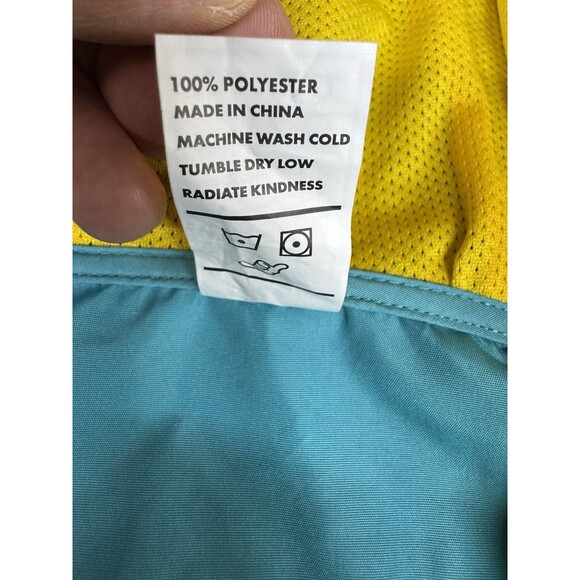 100% POLYESTER
MADE IN CHINA
MACHINE WASH COLD
TUMBLE DRY LOW
RADIATE KINDNESS